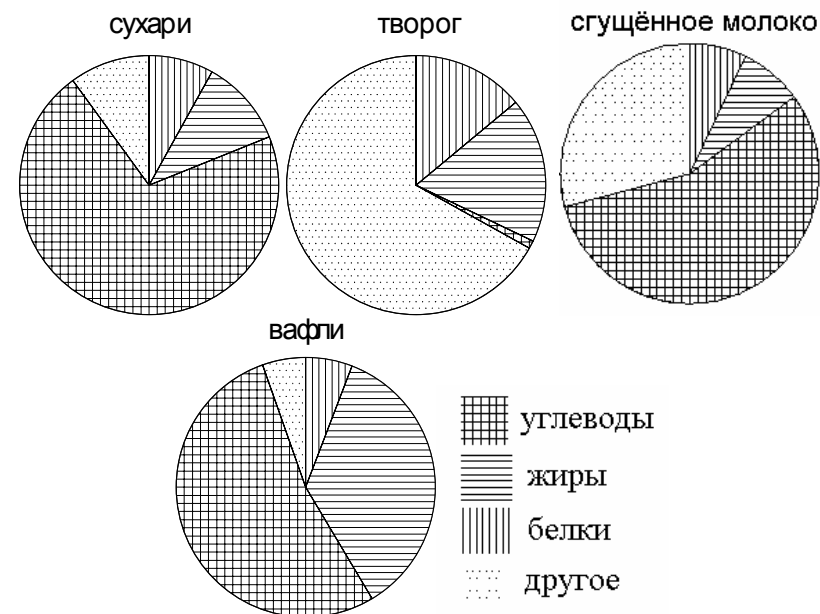 сухари
творог
сгущённое молоко
вафли
углеводы
жиры
белки
другое